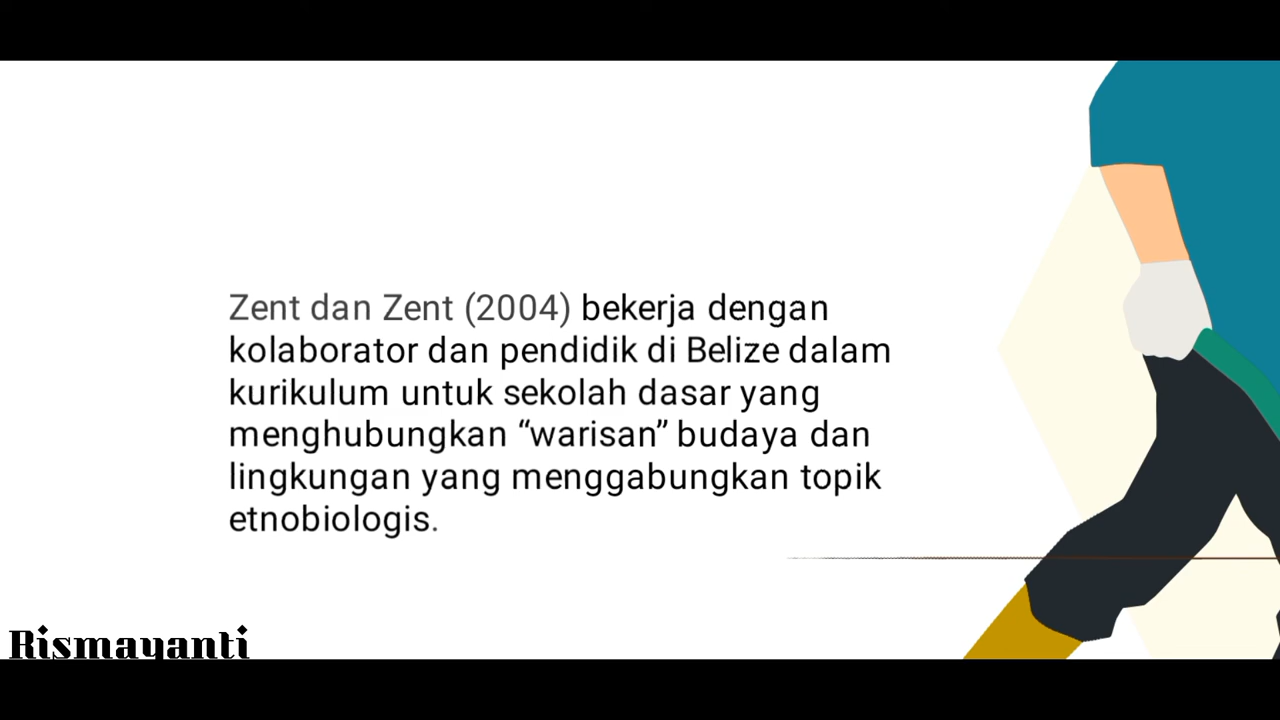 Zent dan Zent (2004) bekerja dengan
kolaborator dan pendidik di Belize dalam
kurikulum untuk sekolah dasar yang
menghubungkan “warisan” budaya dan
lingkungan yang menggabungkan topik
etnobiologis.
Rismayanti